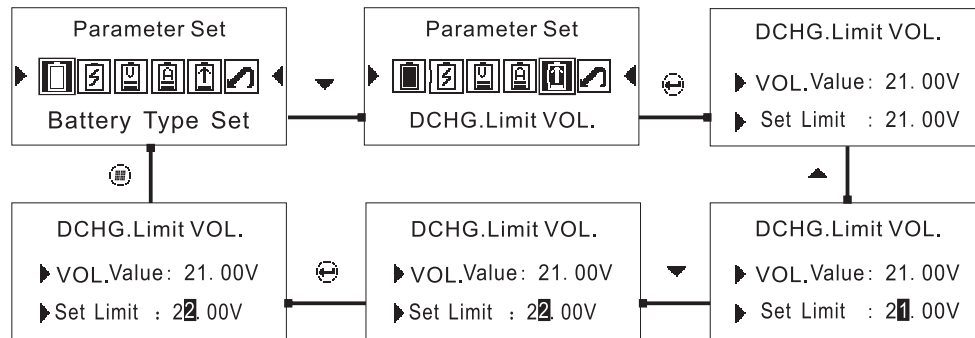 Parameter Set
Battery Type Set
Parameter Set
DCHG.Limit VOL.
DCHG.Limit VOL.
VOL.Value: 21.00V
Set Limit : 21.00V
DCHG.Limit VOL.
VOL.Value: 21.00V
Set Limit : 22.00V
DCHG.Limit VOL.
VOL.Value: 21.00V
Set Limit : 22.00V
DCHG.Limit VOL.
VOL.Value: 21.00V
Set Limit : 21.00V